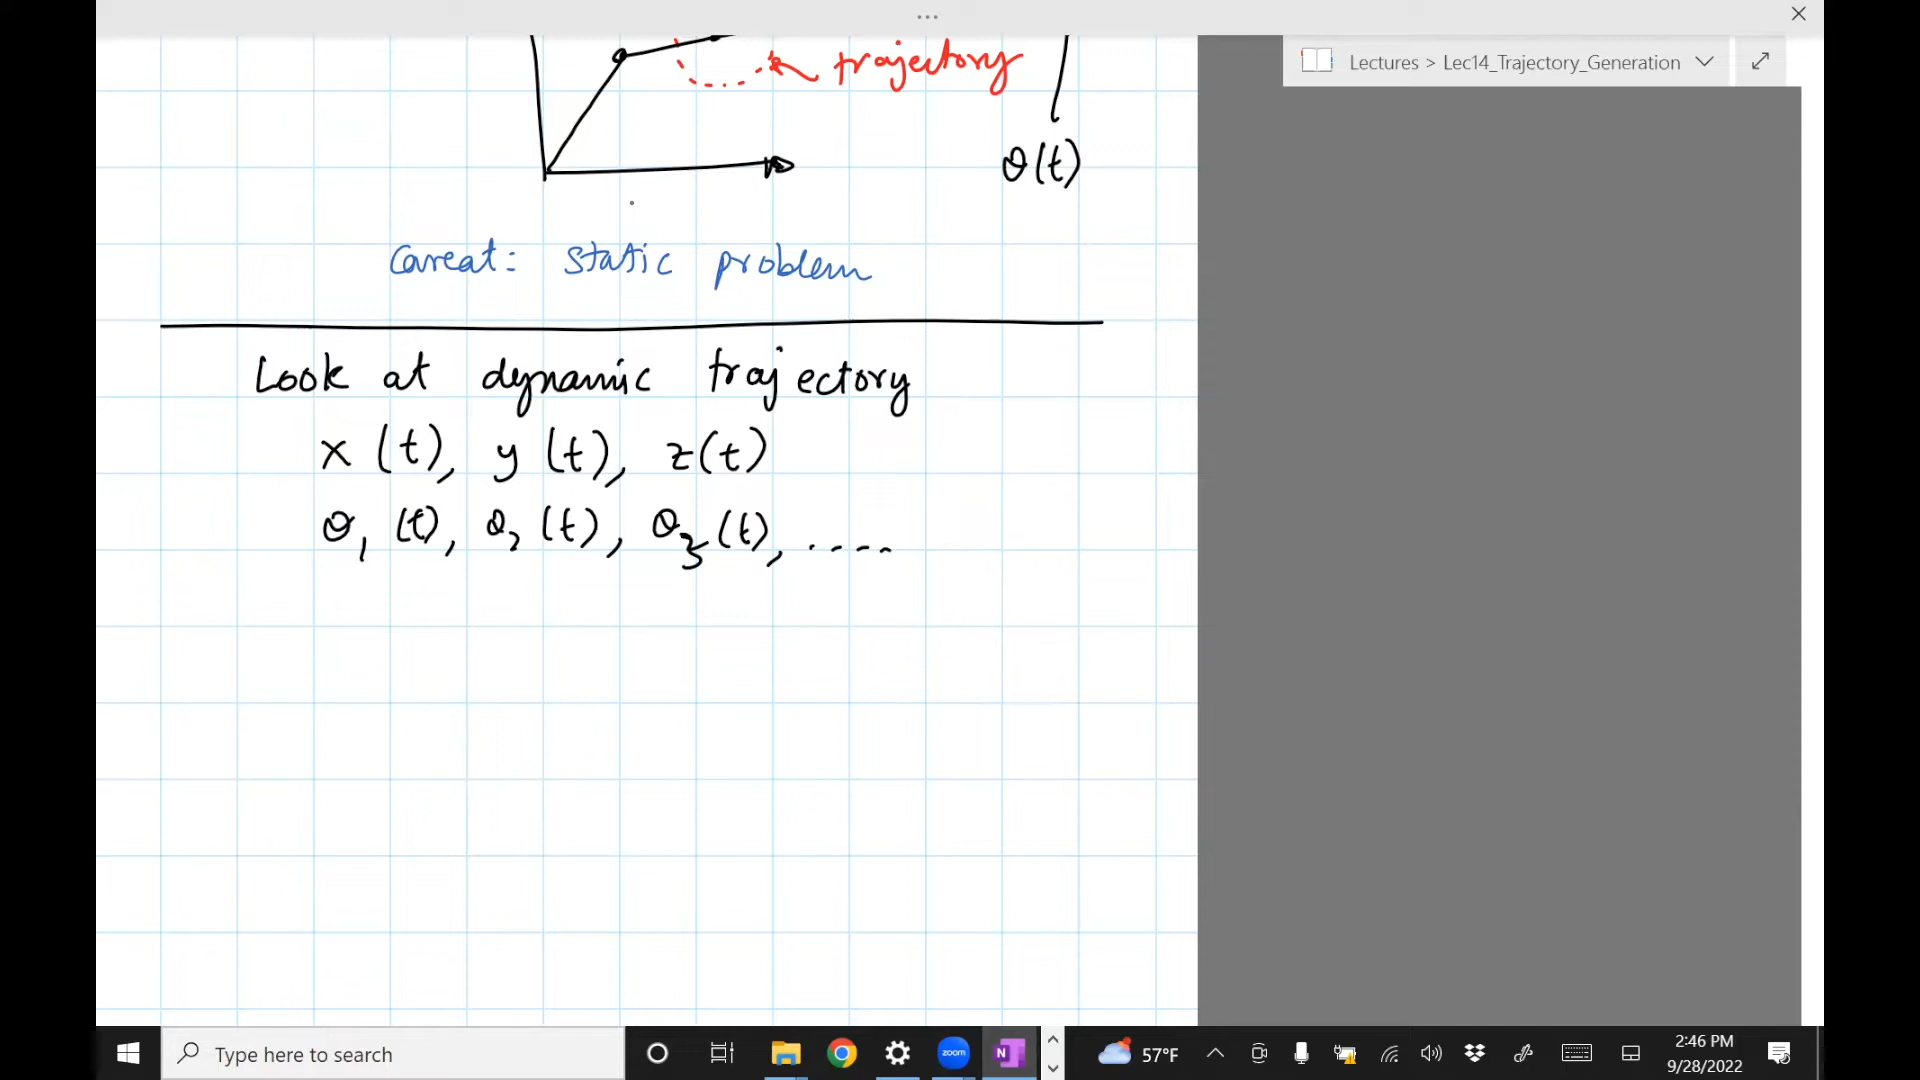 ...
Lectures > Lec14_Trajectory_Generation
trajectory
θ(t)
Caveat: static problem
Look at dynamic trajectory
x(t), y(t), z(t)
θ₁(t), θ₂(t), θ₃(t), .....
Type here to search
zoom
N
57°F
2:46 PM
9/28/2022